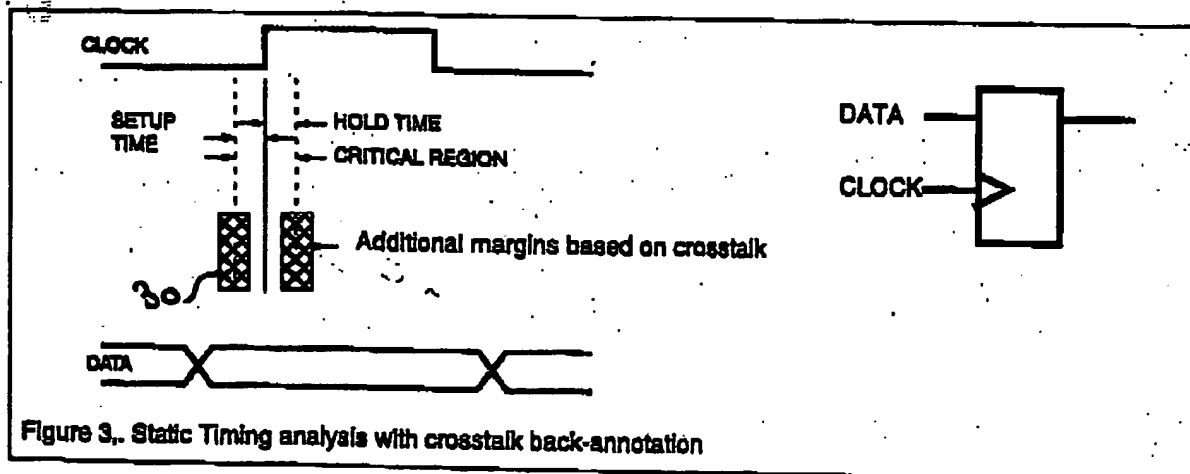 CLOCK
SETUP
TIME
HOLD TIME
CRITICAL REGION
Additional margins based on crosstalk
30
DATA
DATA
CLOCK
Figure 3,. Static Timing analysis with crosstalk back-annotation